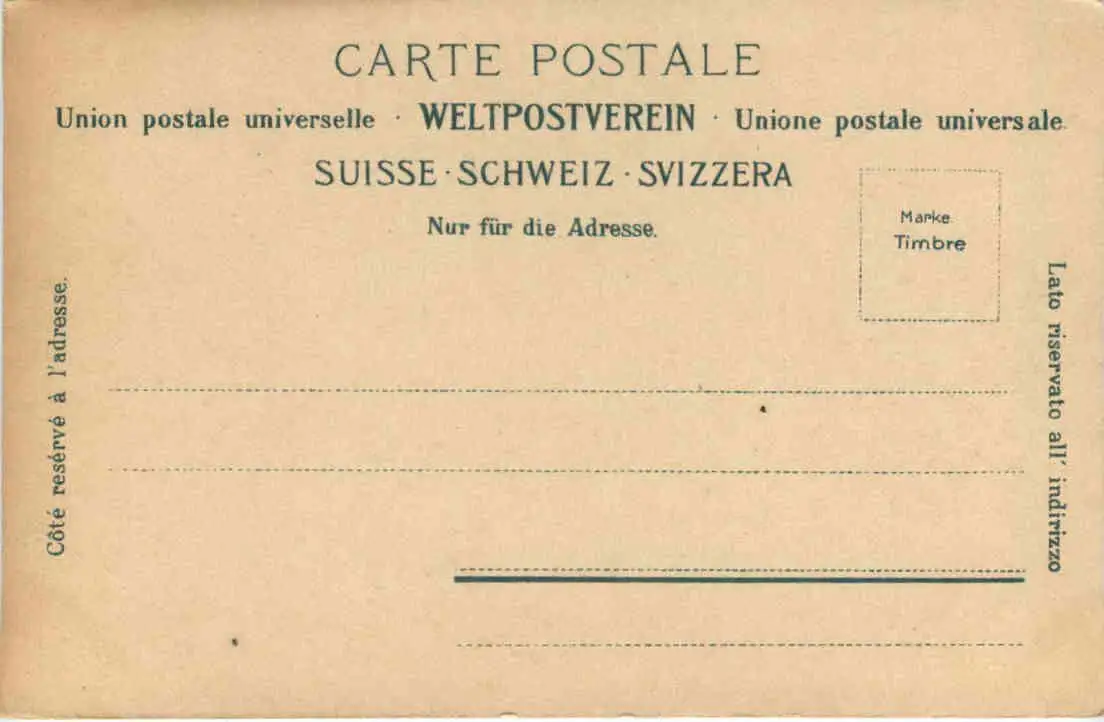 CARTE POSTALE
Union postale universelle · WELTPOSTVEREIN · Unione postale universale.
SUISSE · SCHWEIZ · SVIZZERA
Nur für die Adresse.
Marke
Timbre
Côté resérvé à l'adresse.
Lato riservato all' indirizzo